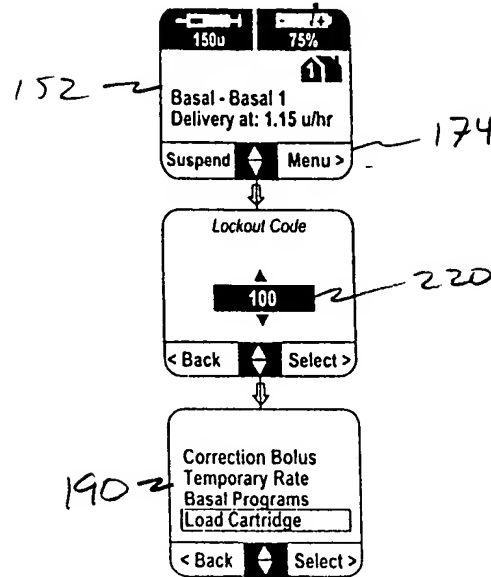 150u 75%
1
152
Basal - Basal 1
Delivery at: 1.15 u/hr
174
Suspend Menu >
Lockout Code
100
220
< Back Select >
Correction Bolus
Temporary Rate
190
Basal Programs
Load Cartridge
< Back Select >